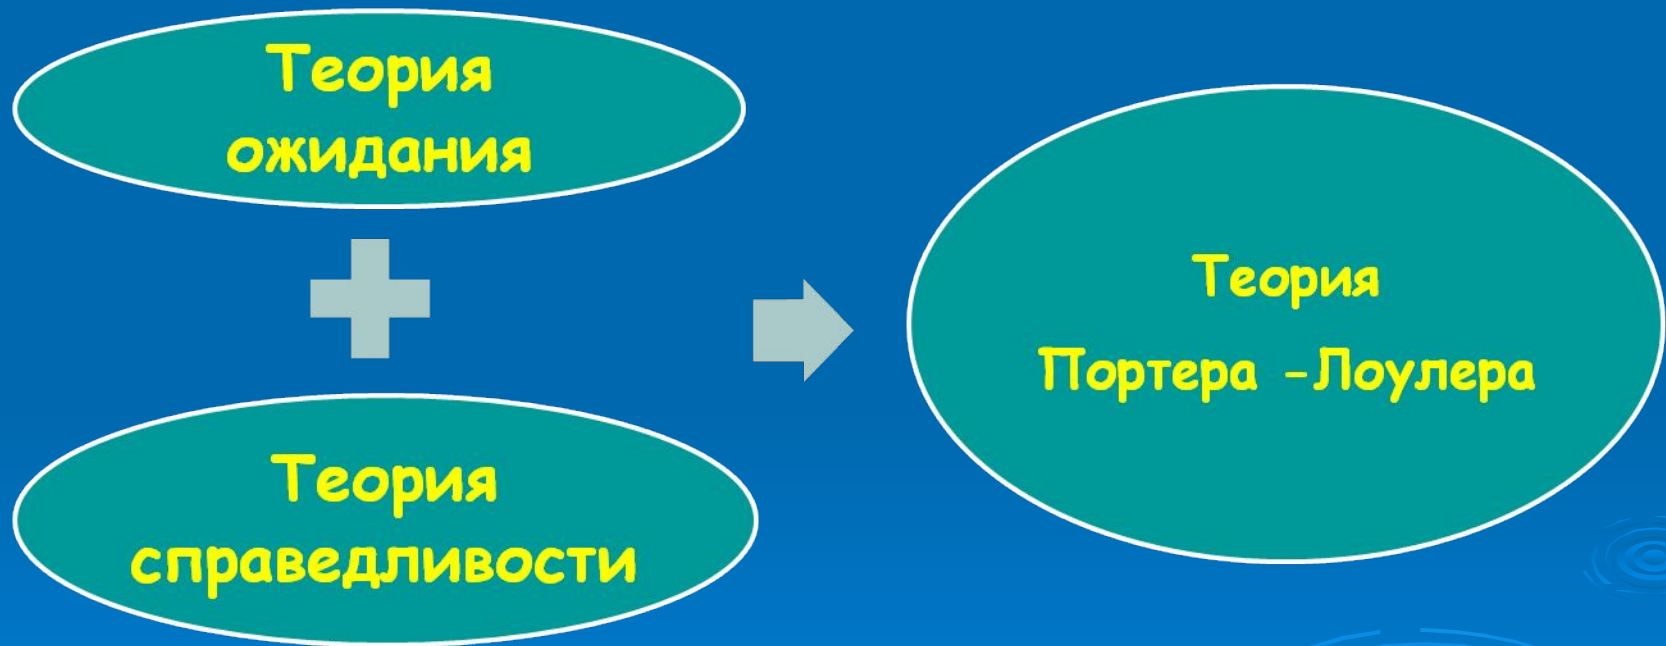 Теория
ожидания
Теория
справедливости
Теория
Портера -Лоулера